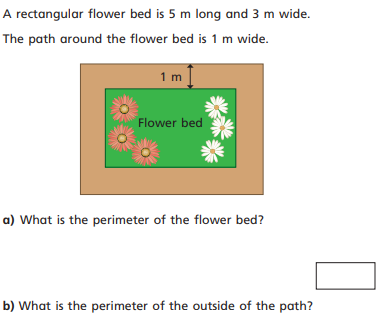 A rectangular flower bed is 5 m long and 3 m wide.
The path around the flower bed is 1 m wide.
1 m
Flower bed
a) What is the perimeter of the flower bed?
b) What is the perimeter of the outside of the path?